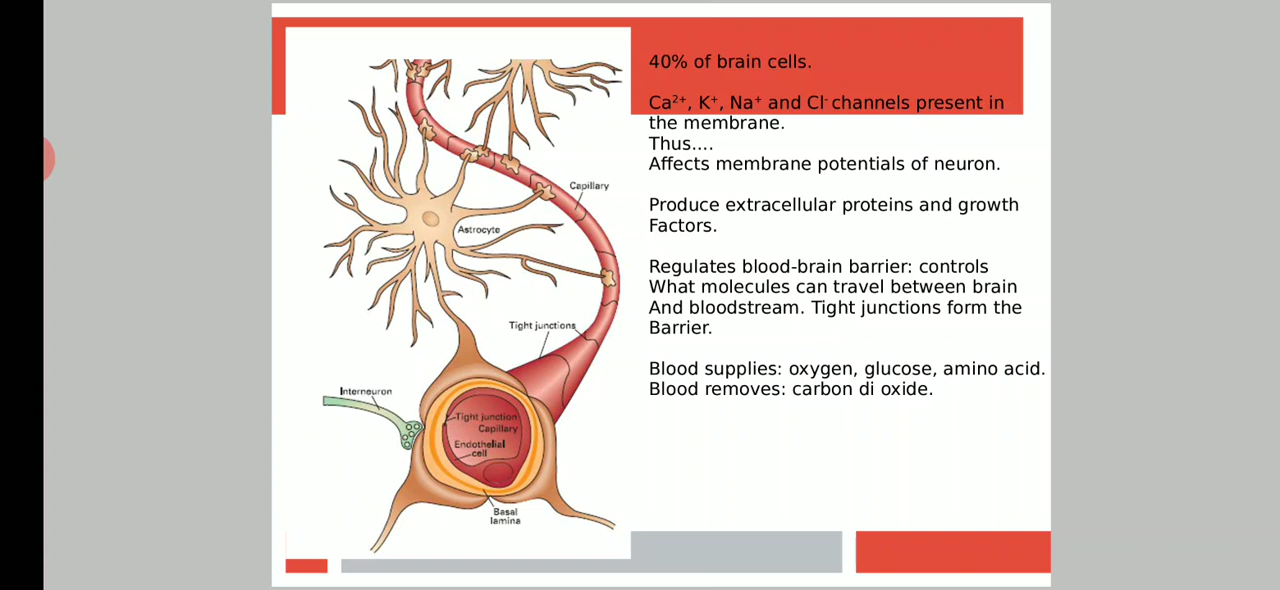 40% of brain cells.
Ca²⁺, K⁺, Na⁺ and Cl⁻ channels present in
the membrane.
Thus....
Affects membrane potentials of neuron.
Produce extracellular proteins and growth
Factors.
Regulates blood-brain barrier: controls
What molecules can travel between brain
And bloodstream. Tight junctions form the
Barrier.
Blood supplies: oxygen, glucose, amino acid.
Blood removes: carbon di oxide.
Capillary
Astrocyte
Tight junctions
Interneuron
Tight junction
Capillary
Endothelial
cell
Basal
lamina